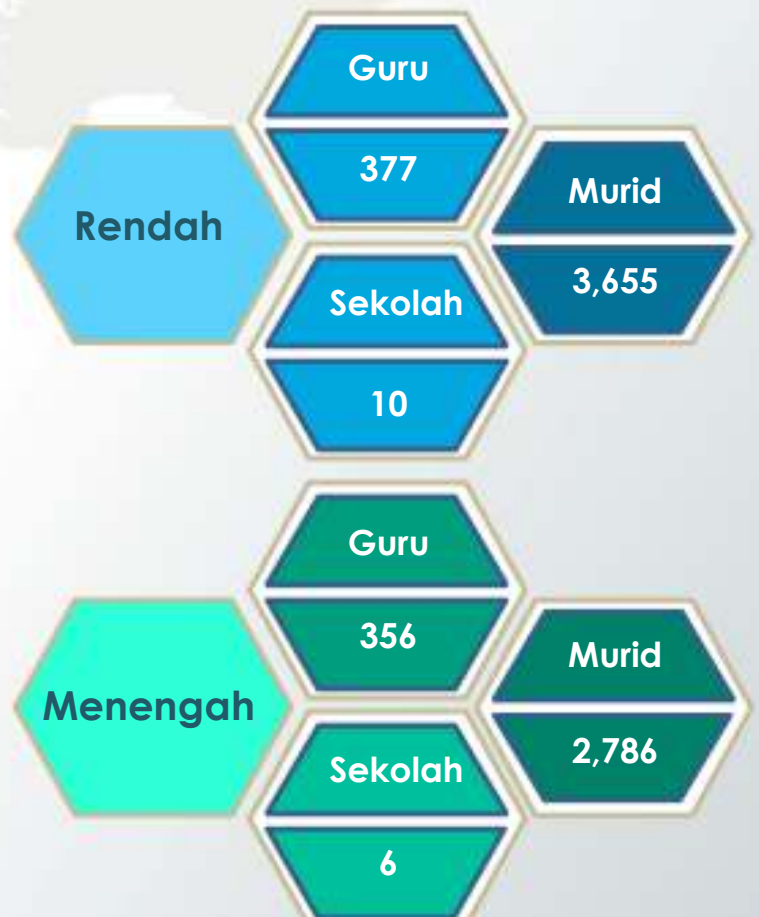 Guru
377
Murid
3,655
Rendah
Sekolah
10
Guru
356
Murid
2,786
Menengah
Sekolah
6